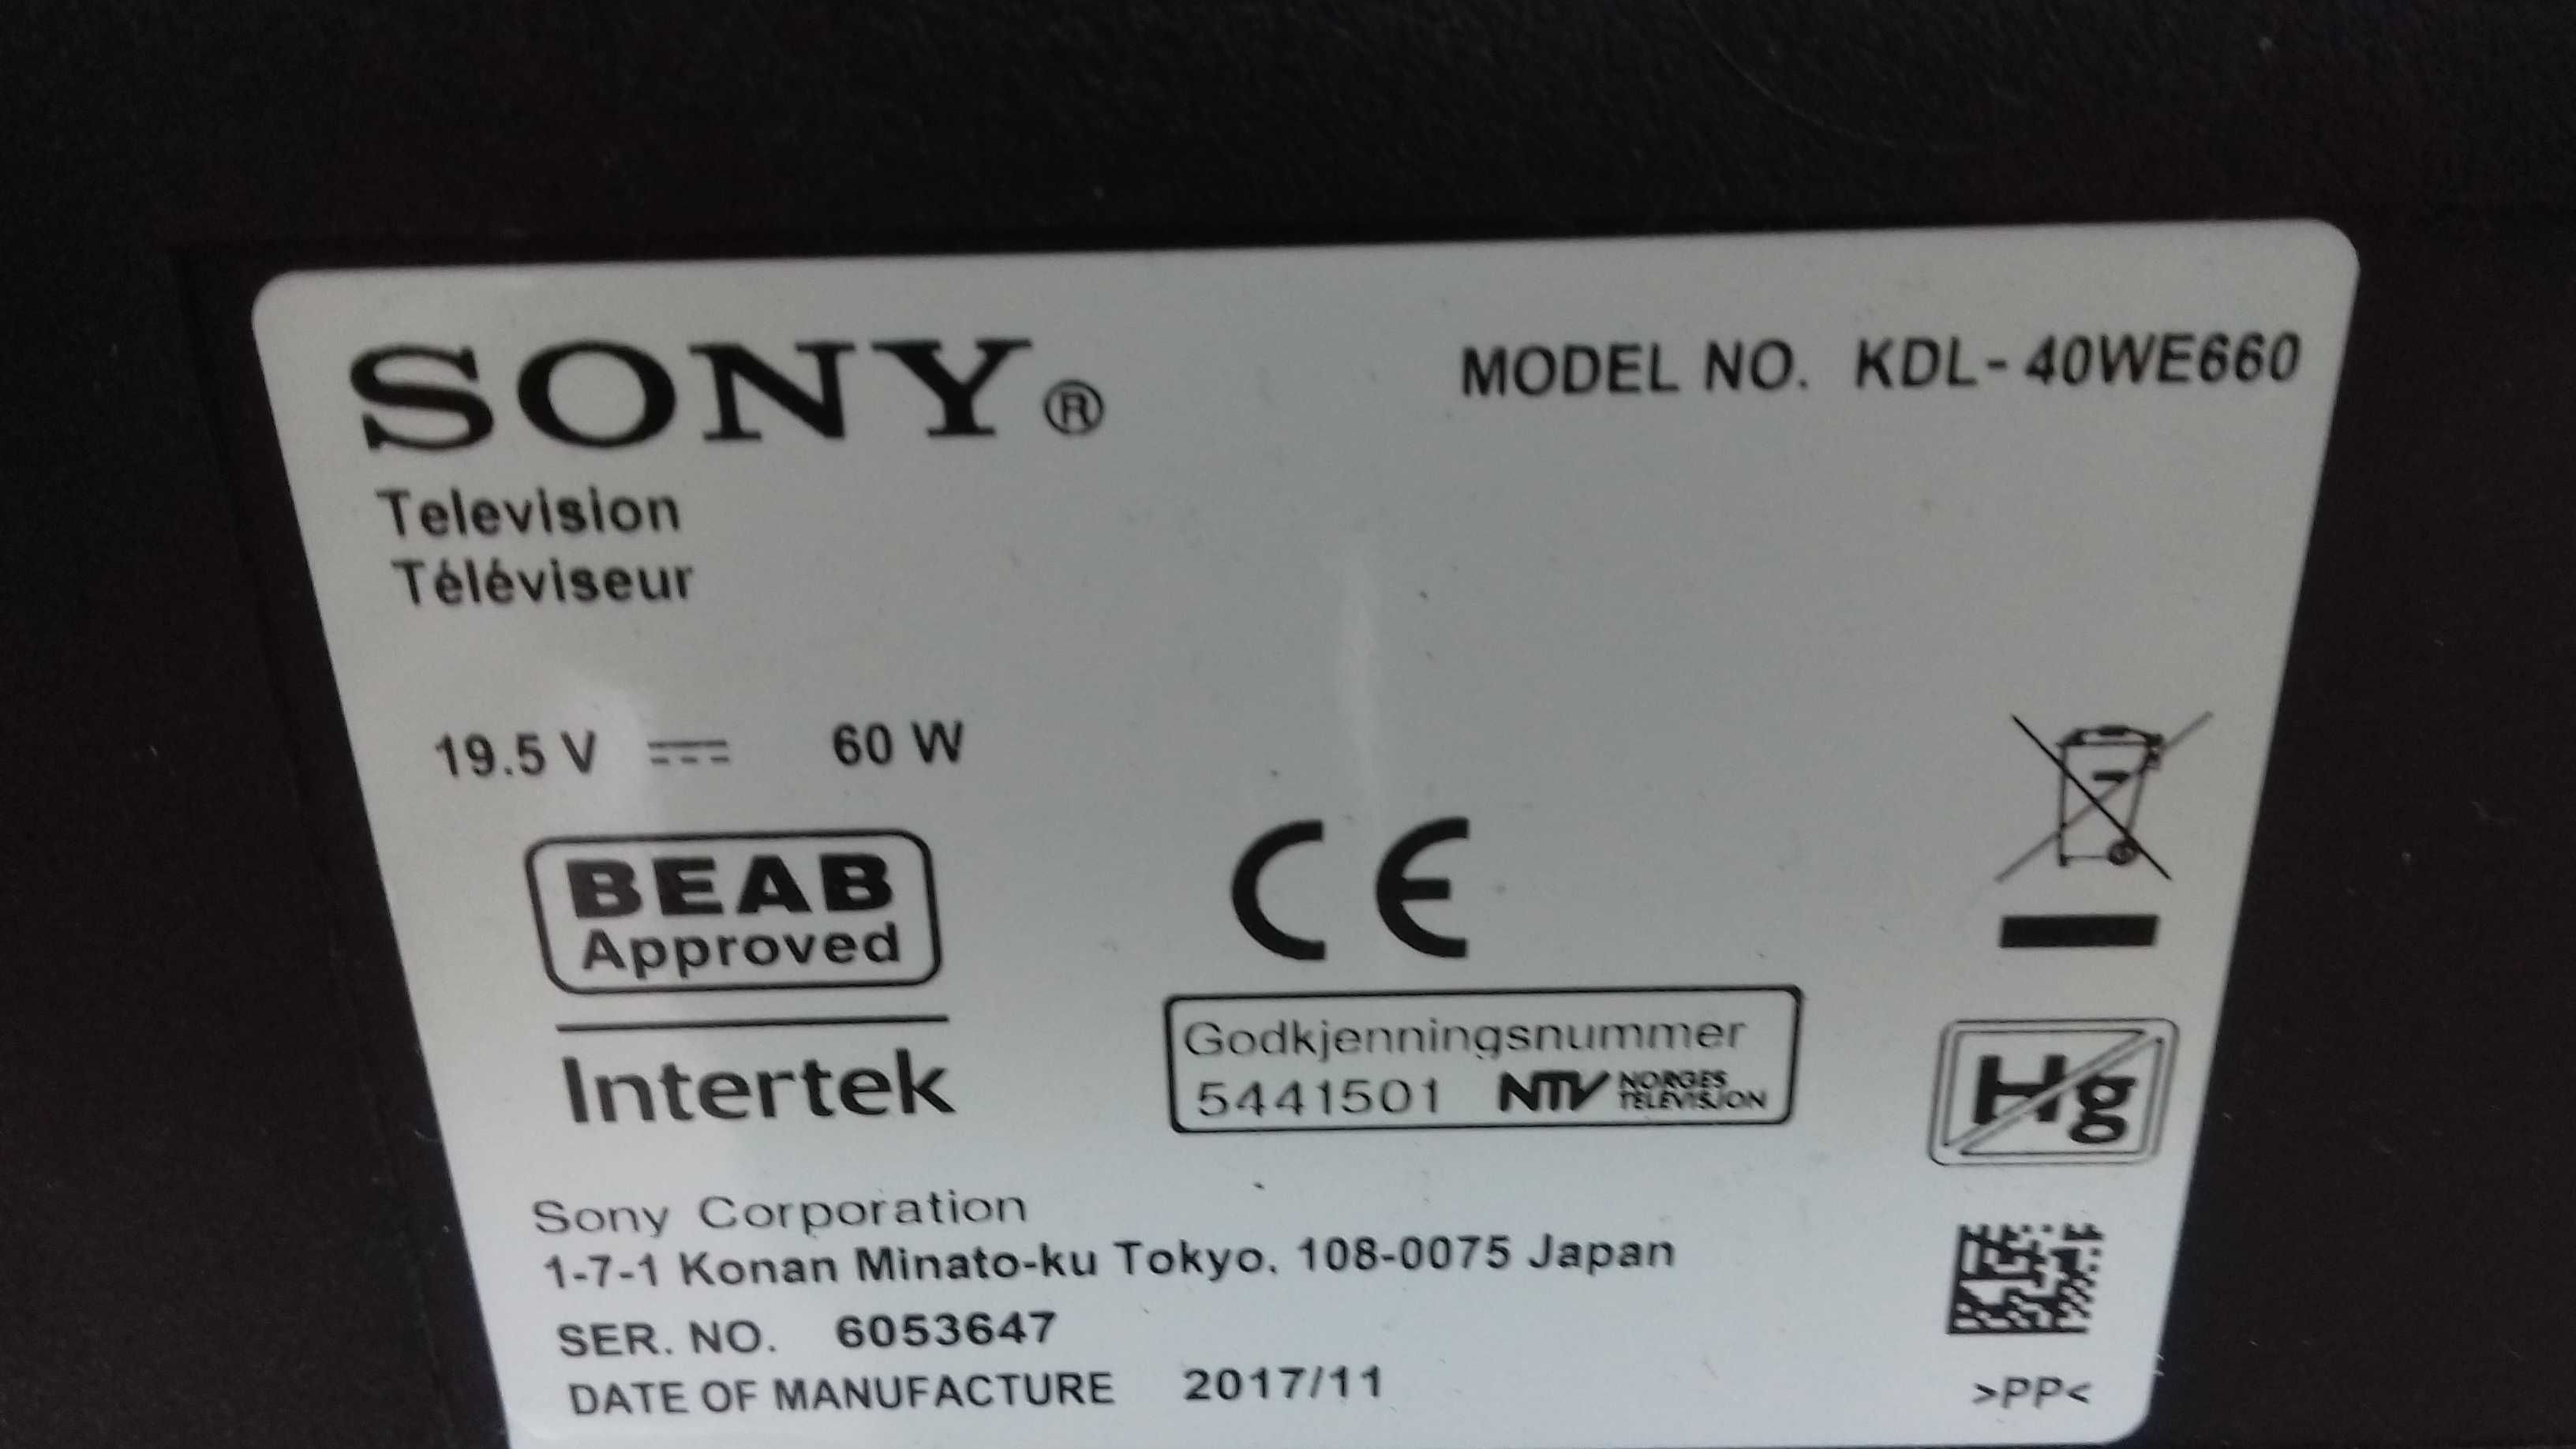 SONY®
MODEL NO. KDL-40WE660
Television
Téléviseur
19.5 V ⎓ 60 W
BEAB
Approved
Intertek
CE
Godkjenningsnummer
5441501 NTV NORGES TELEVISJON
Hg
Sony Corporation
1-7-1 Konan Minato-ku Tokyo, 108-0075 Japan
SER. NO. 6053647
DATE OF MANUFACTURE 2017/11
>PP<